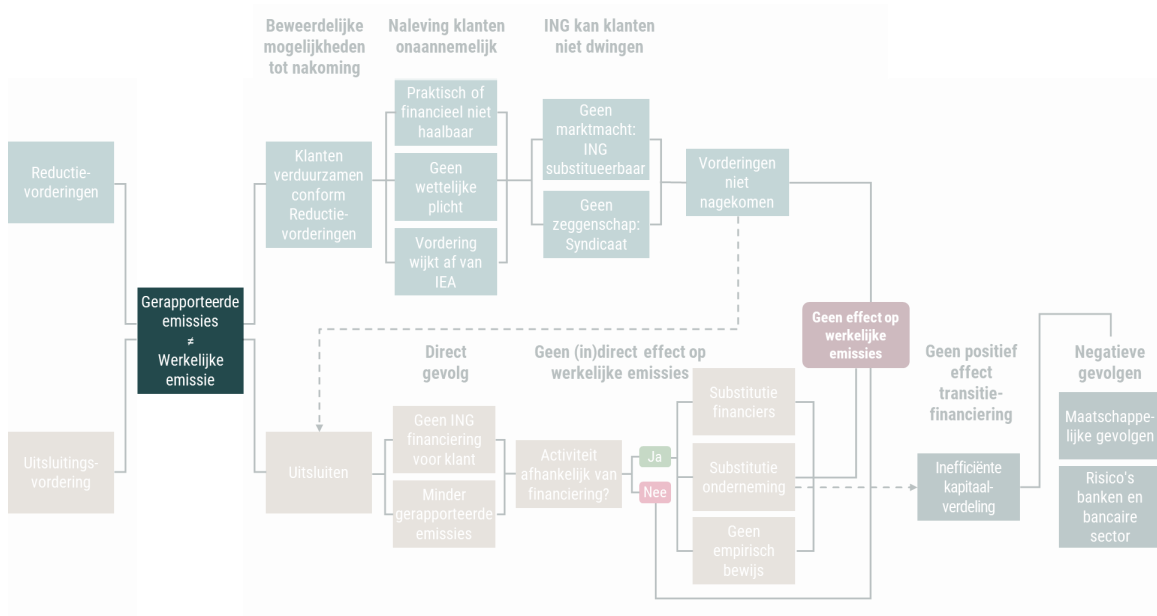 Beweerdelijke
mogelijkheden
tot nakoming
Naleving klanten
onaannemelijk
ING kan klanten
niet dwingen
Reductie-
vorderingen
Gerapporteerde
emissies
≠
Werkelijke
emissie
Klanten
verduurzamen
conform
Reductie-
vorderingen
Praktisch of
financieel niet
haalbaar
Geen
wettelijke
plicht
Vordering
wijkt af van
IEA
Geen
marktmacht:
ING
substitueerbaar
Geen
zeggenschap:
Syndicaat
Vorderingen
niet
nagekomen
Geen effect op
werkelijke
emissies
Direct
gevolg
Geen (in)direct effect op
werkelijke emissies
Geen positief
effect
transitie-
financiering
Negatieve
gevolgen
Uitsluitings-
vordering
Uitsluiten
Geen ING
financiering
voor klant
Minder
gerapporteerde
emissies
Activiteit
afhankelijk van
financiering?
Ja
Nee
Substitutie
financiers
Substitutie
onderneming
Geen
empirisch
bewijs
Inefficiënte
kapitaal-
verdeling
Maatschappe-
lijke gevolgen
Risico's
banken en
bancaire
sector